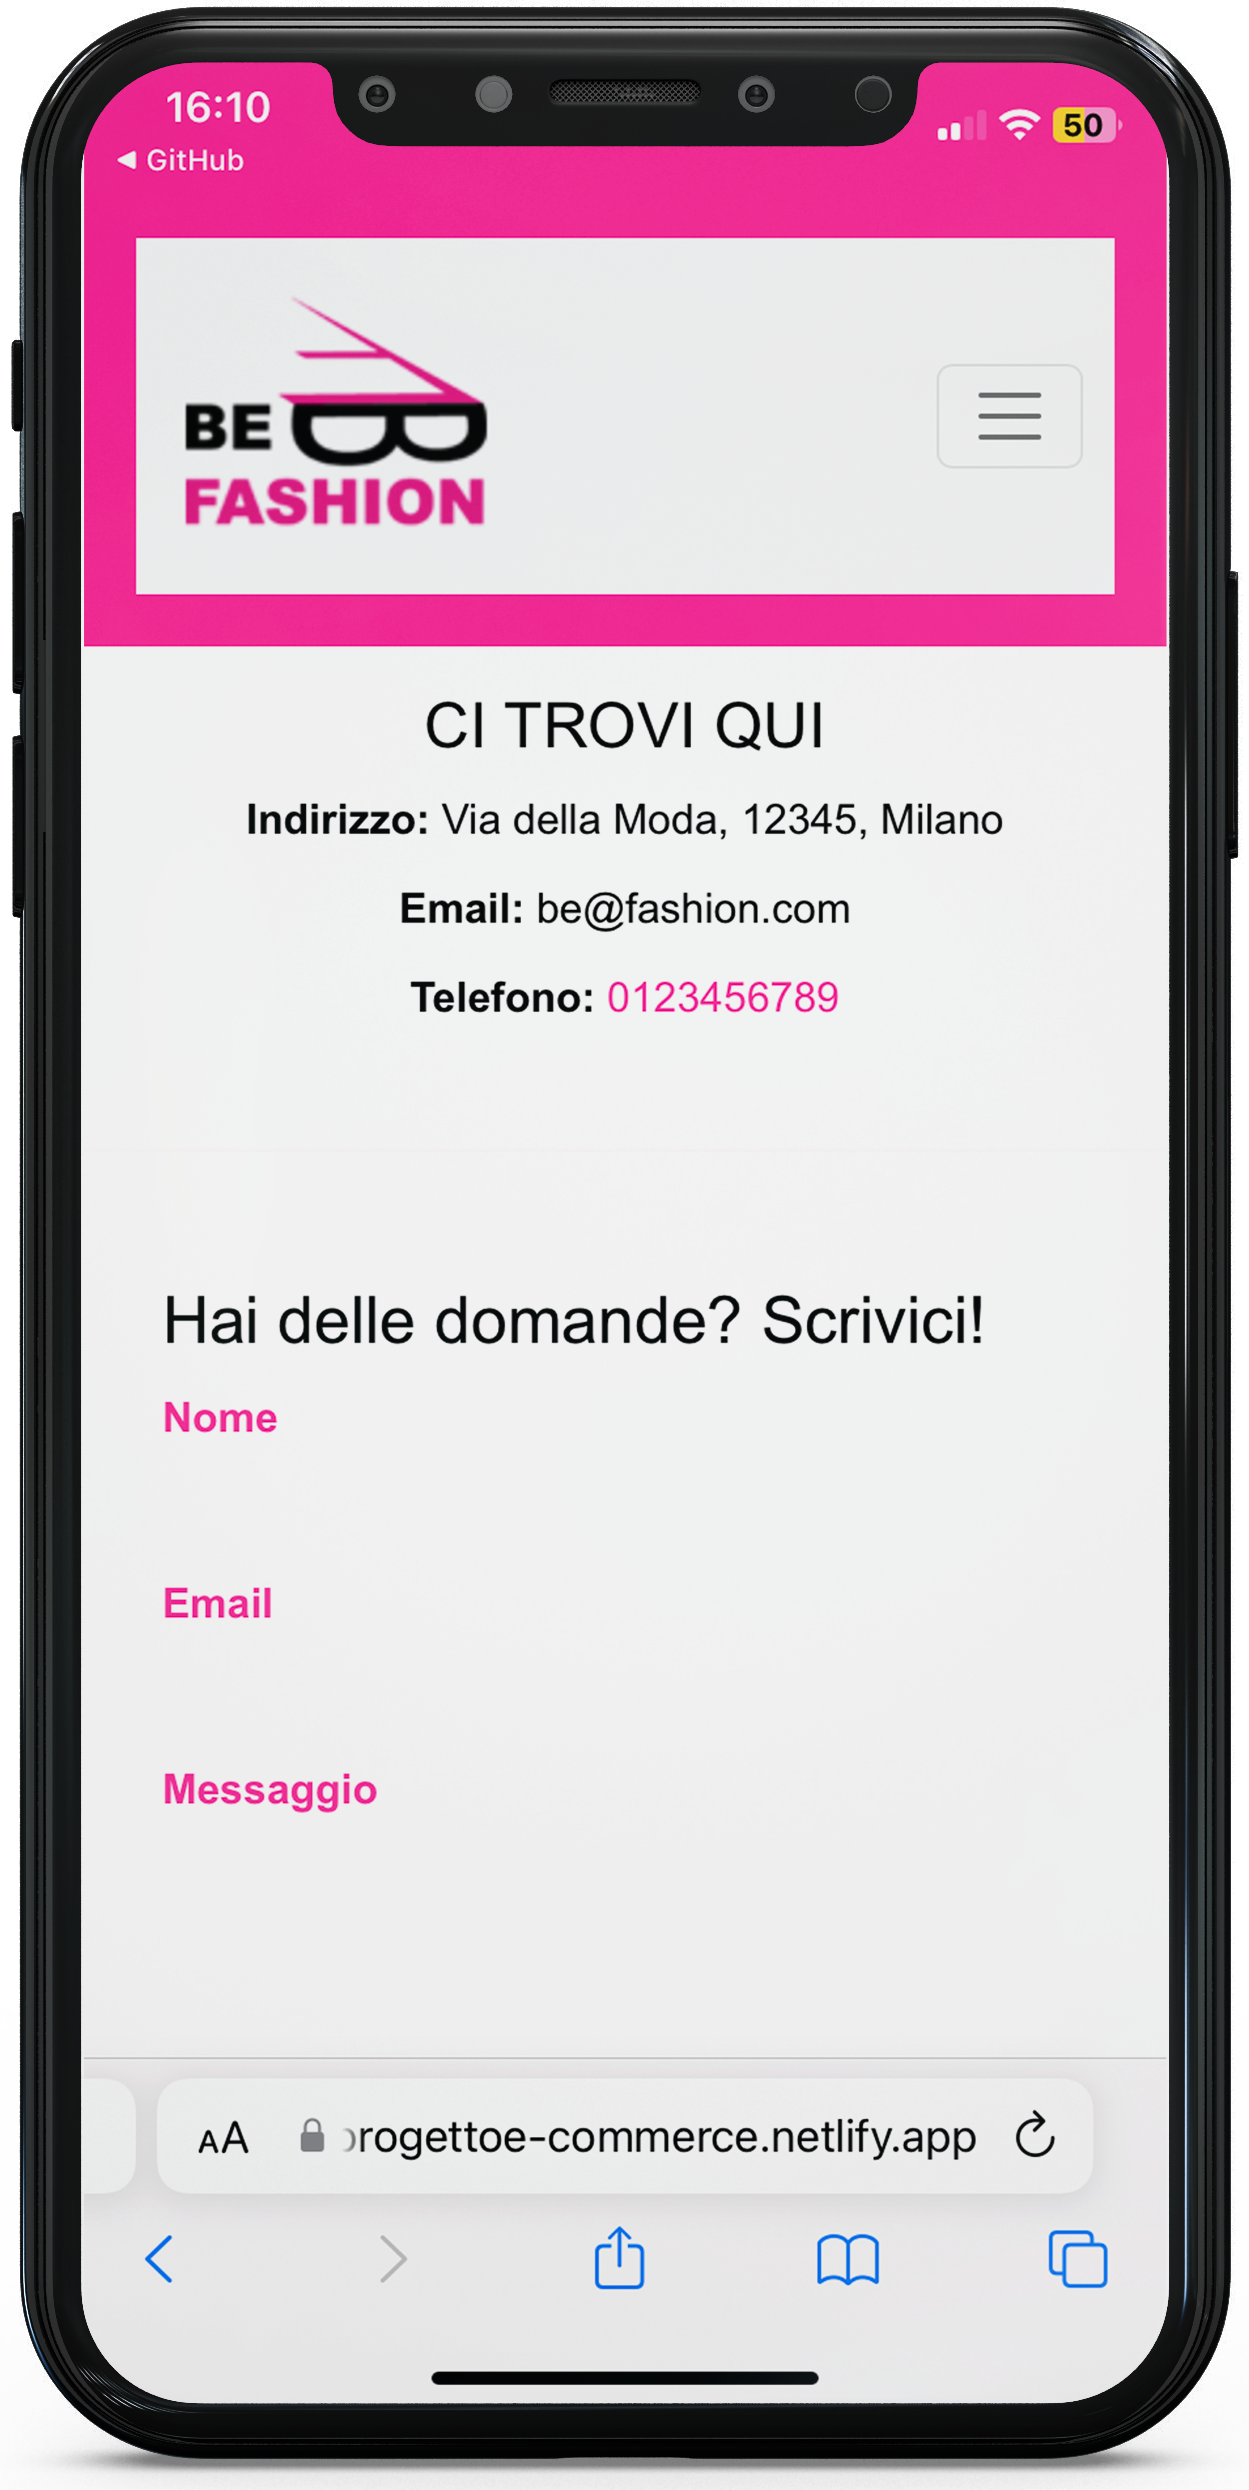 16:10
◀ GitHub
50
BE B
FASHION
CI TROVI QUI
Indirizzo: Via della Moda, 12345, Milano
Email: be@fashion.com
Telefono: 0123456789
Hai delle domande? Scrivici!
Nome
Email
Messaggio
AA rogettoe-commerce.netlify.app